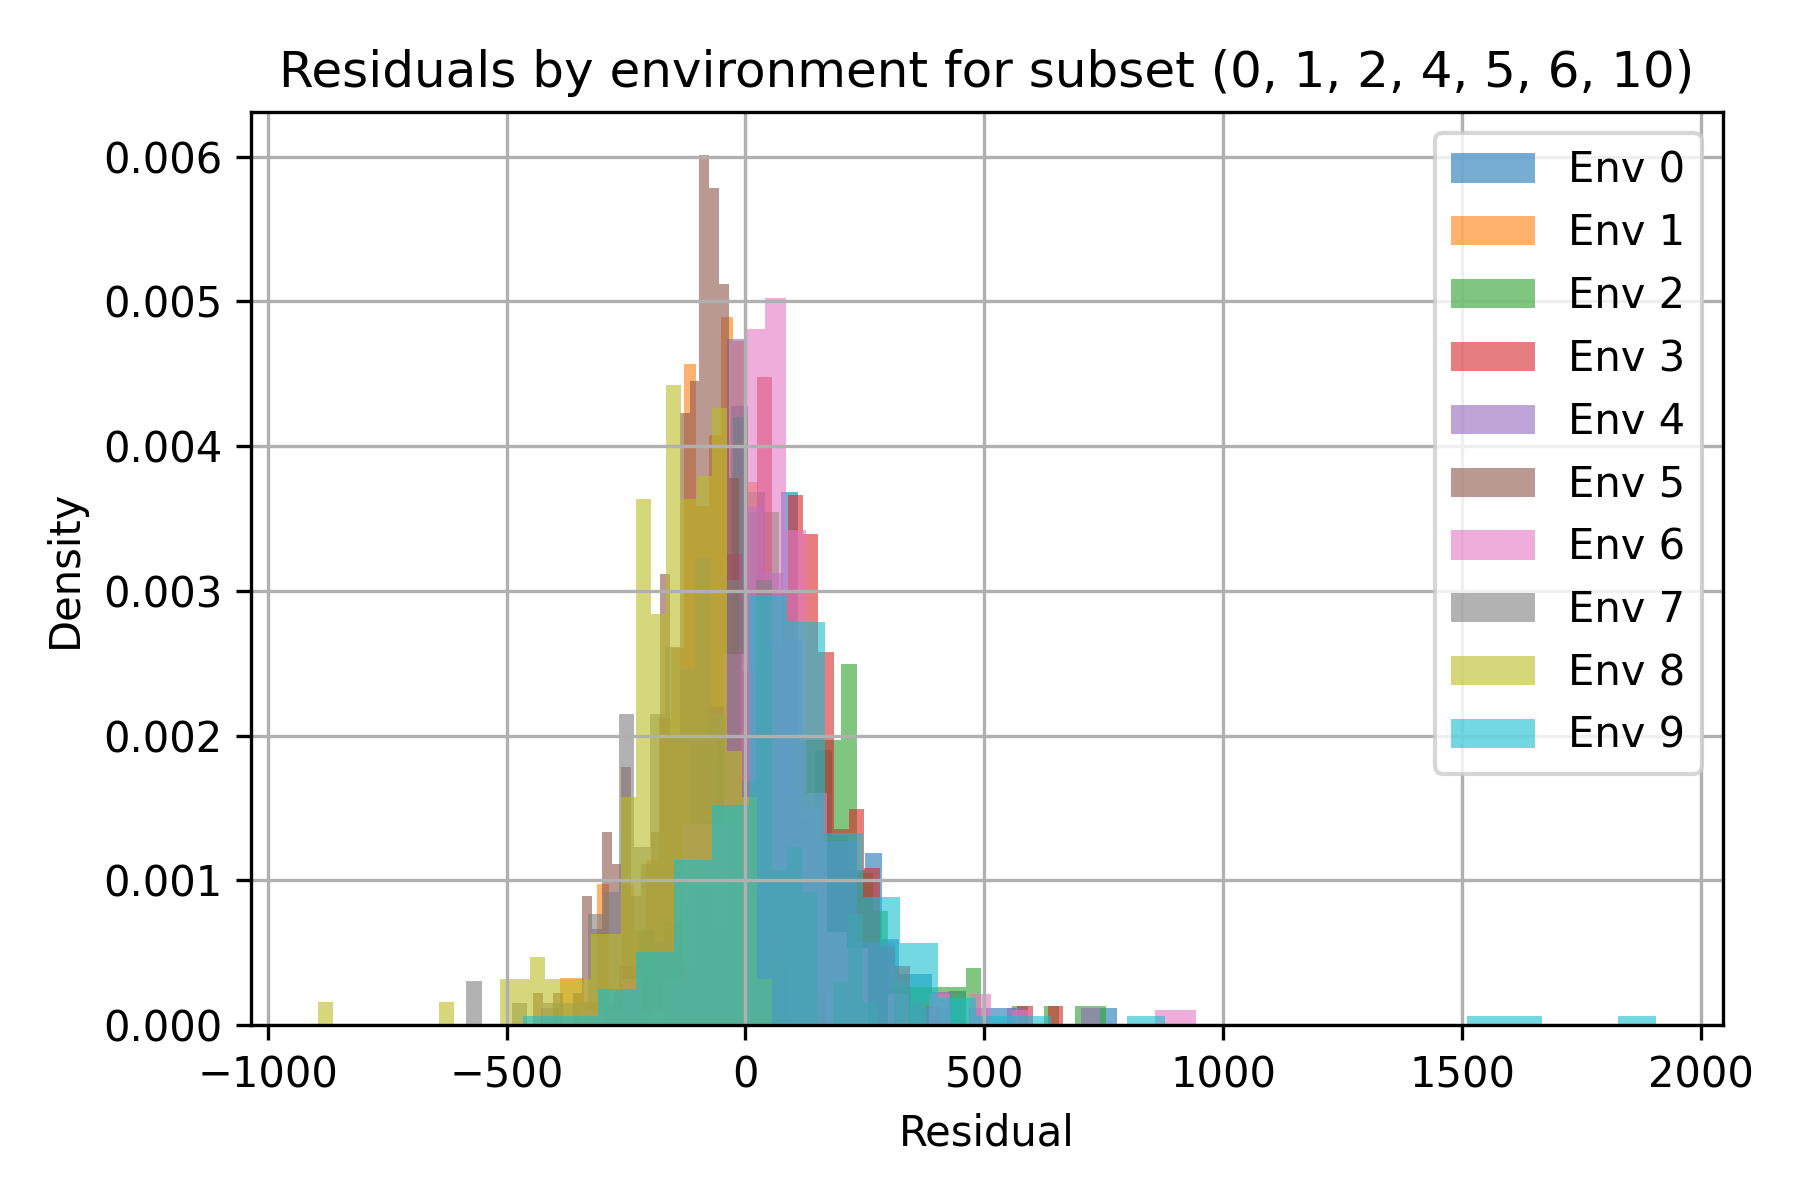 Residuals by environment for subset (0, 1, 2, 4, 5, 6, 10)
0.006
0.005
0.004
0.003
0.002
0.001
0.000
Density
−1000
−500
0
500
1000
1500
2000
Residual
Env 0
Env 1
Env 2
Env 3
Env 4
Env 5
Env 6
Env 7
Env 8
Env 9